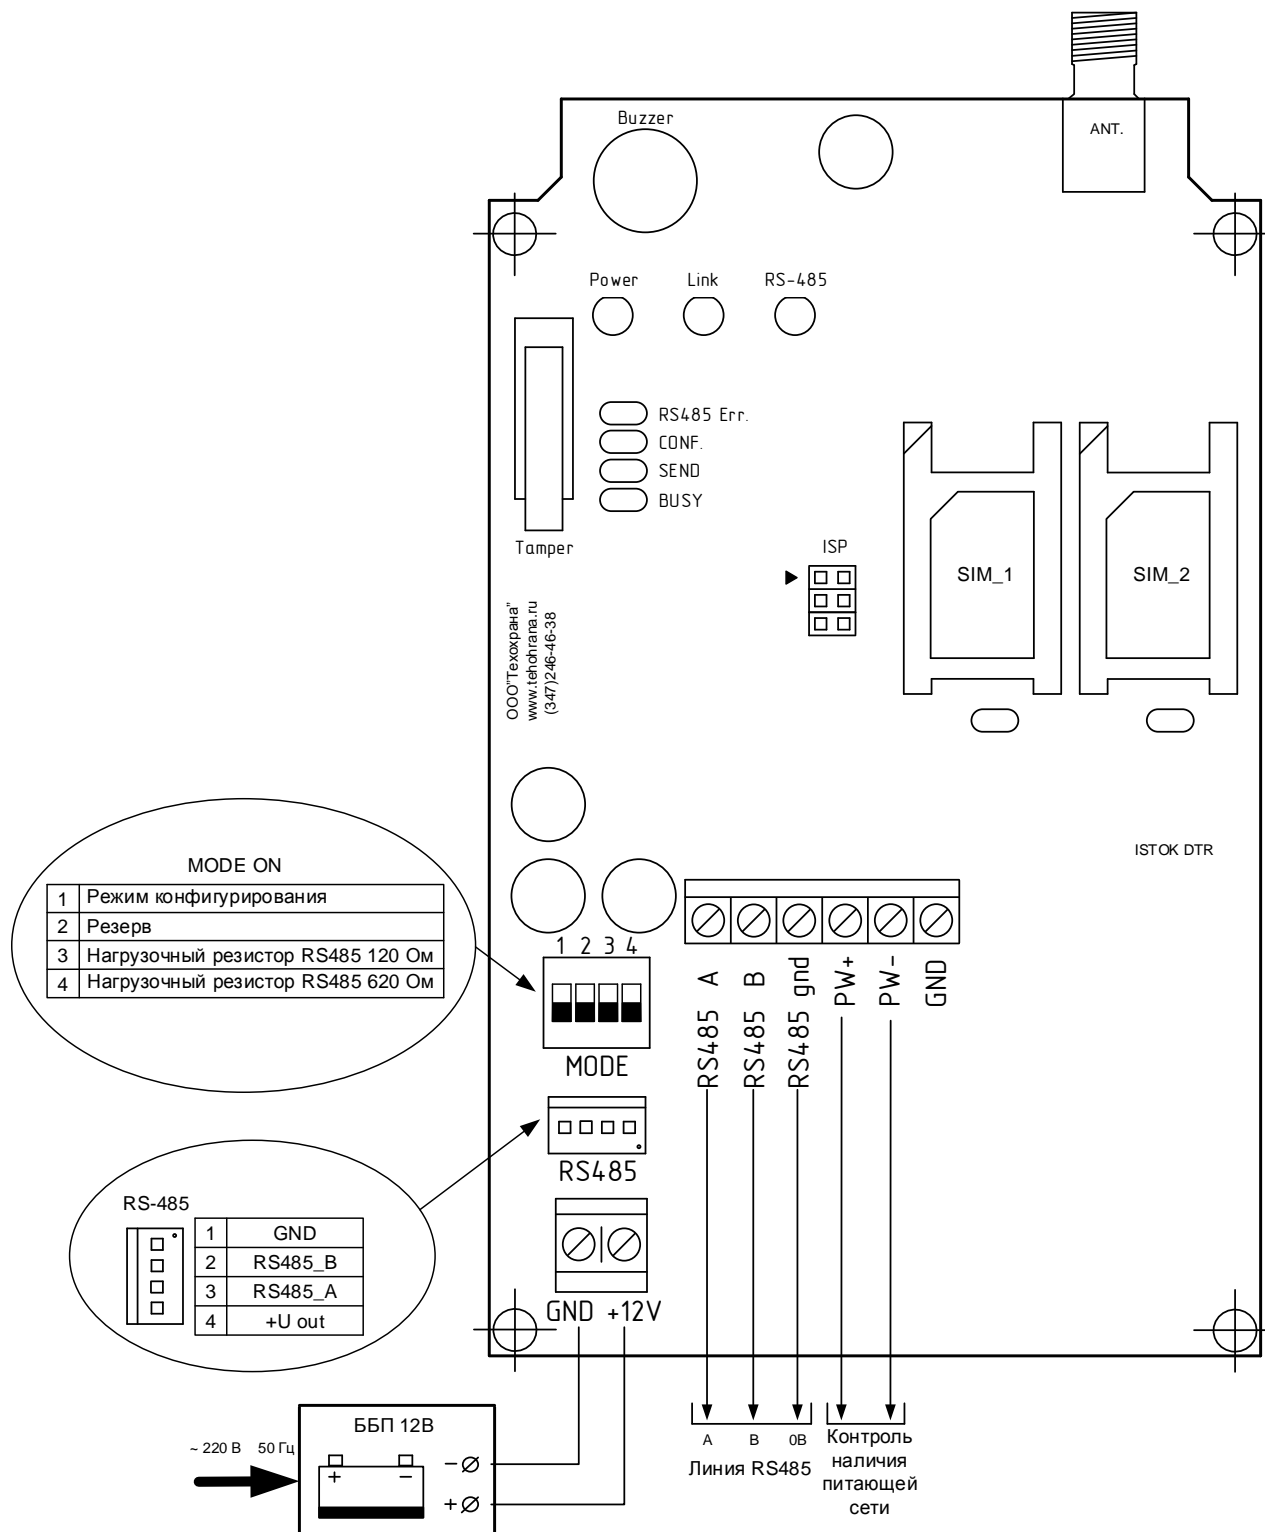 ANT.
Buzzer
Power
Link
RS-485
RS485 Err.
CONF.
SEND
BUSY
Tamper
ISP
SIM_1
SIM_2
ООО"Техохрана"
www.tehohrana.ru
(347)246-46-38
ISTOK DTR
MODE ON
1 Режим конфигурирования
2 Резерв
3 Нагрузочный резистор RS485 120 Ом
4 Нагрузочный резистор RS485 620 Ом
1 2 3 4
MODE
RS485 A
RS485 B
RS485 gnd
PW+
PW-
GND
RS485
RS-485
1 GND
2 RS485_B
3 RS485_A
4 +U out
GND +12V
ББП 12В
~ 220 В 50 Гц
+ −
−
+
A B 0В
Линия RS485
Контроль
наличия
питающей
сети